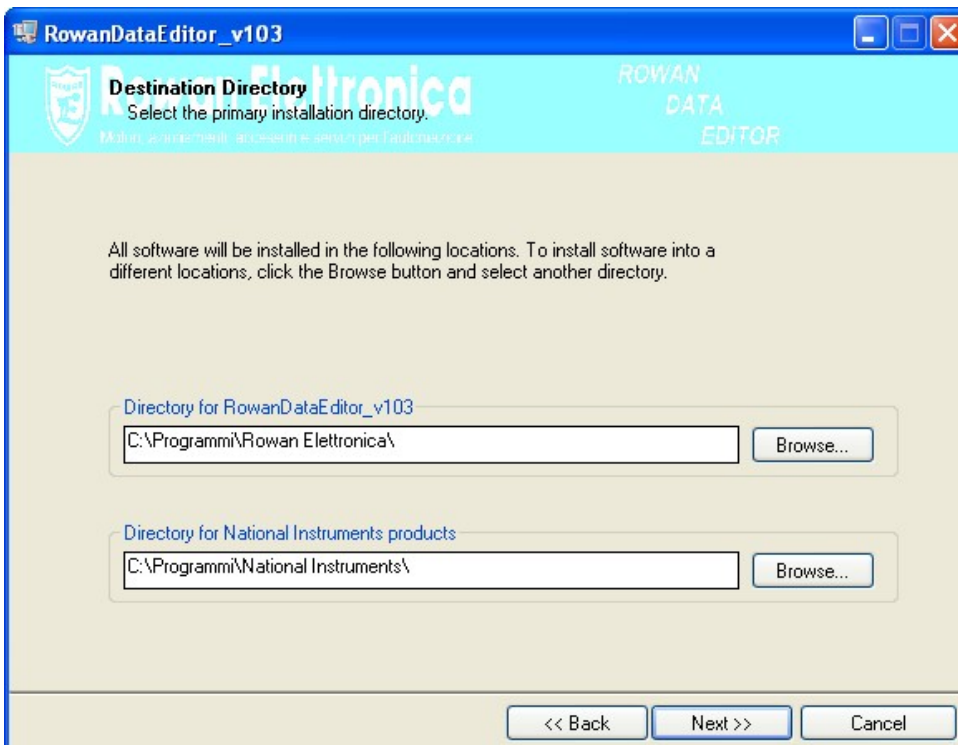 RowanDataEditor_v103
Rowan Elettronica
Destination Directory
Select the primary installation directory.
ROWAN
DATA
EDITOR
All software will be installed in the following locations. To install software into a
different locations, click the Browse button and select another directory.
Directory for RowanDataEditor_v103
C:\Programmi\Rowan Elettronica\
Browse...
Directory for National Instruments products
C:\Programmi\National Instruments\
Browse...
<< Back
Next >>
Cancel